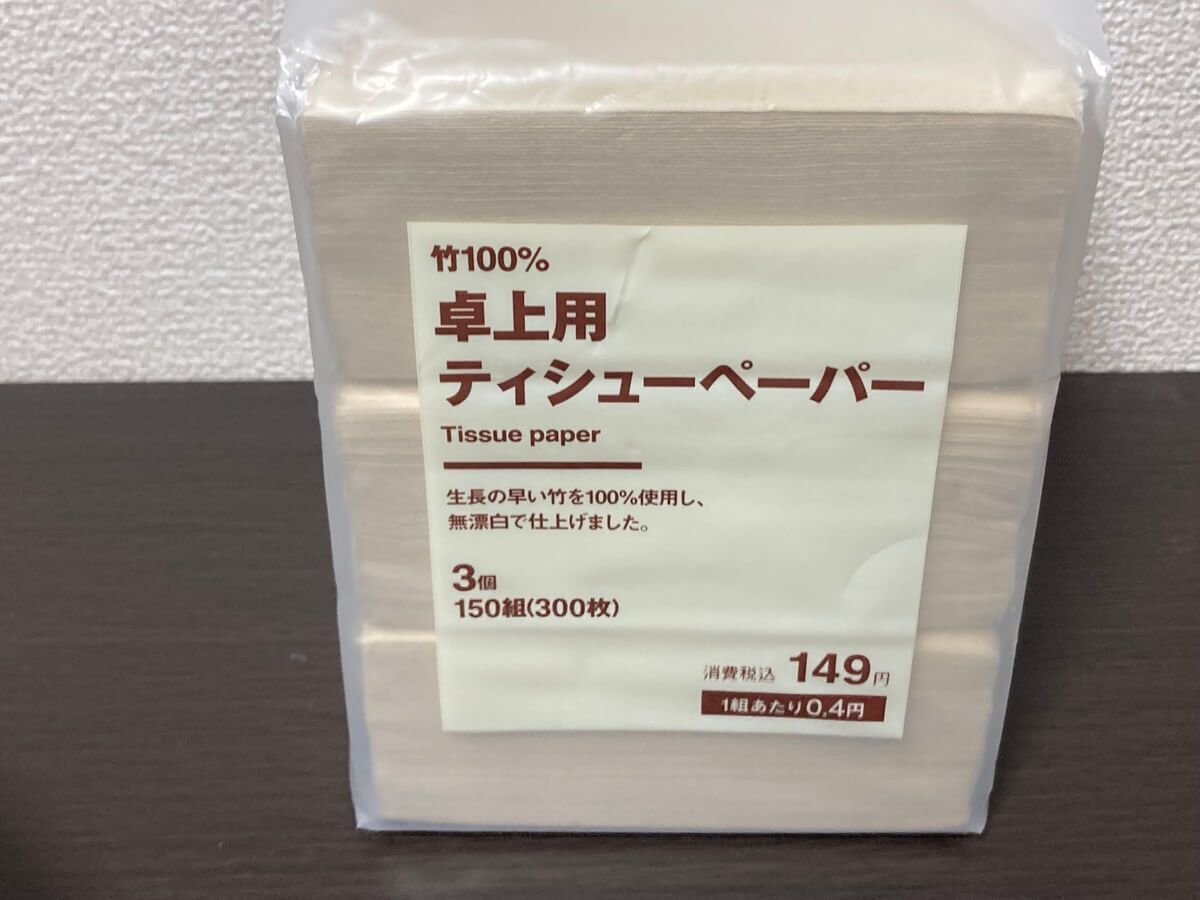 竹100%
卓上用
ティシューペーパー
Tissue paper
生長の早い竹を100%使用し、
無漂白で仕上げました。
3個
150組(300枚)
消費税込 149円
1組あたり0.4円